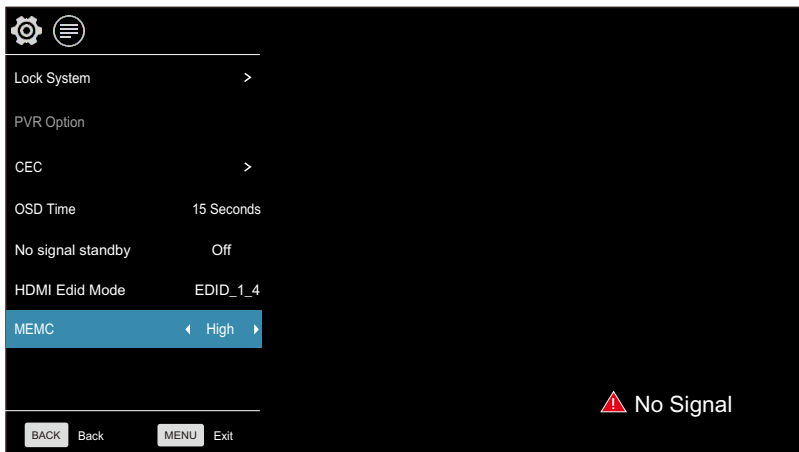 Lock System >
PVR Option
CEC >
OSD Time 15 Seconds
No signal standby Off
HDMI Edid Mode EDID_1_4
MEMC High
No Signal
BACK Back MENU Exit